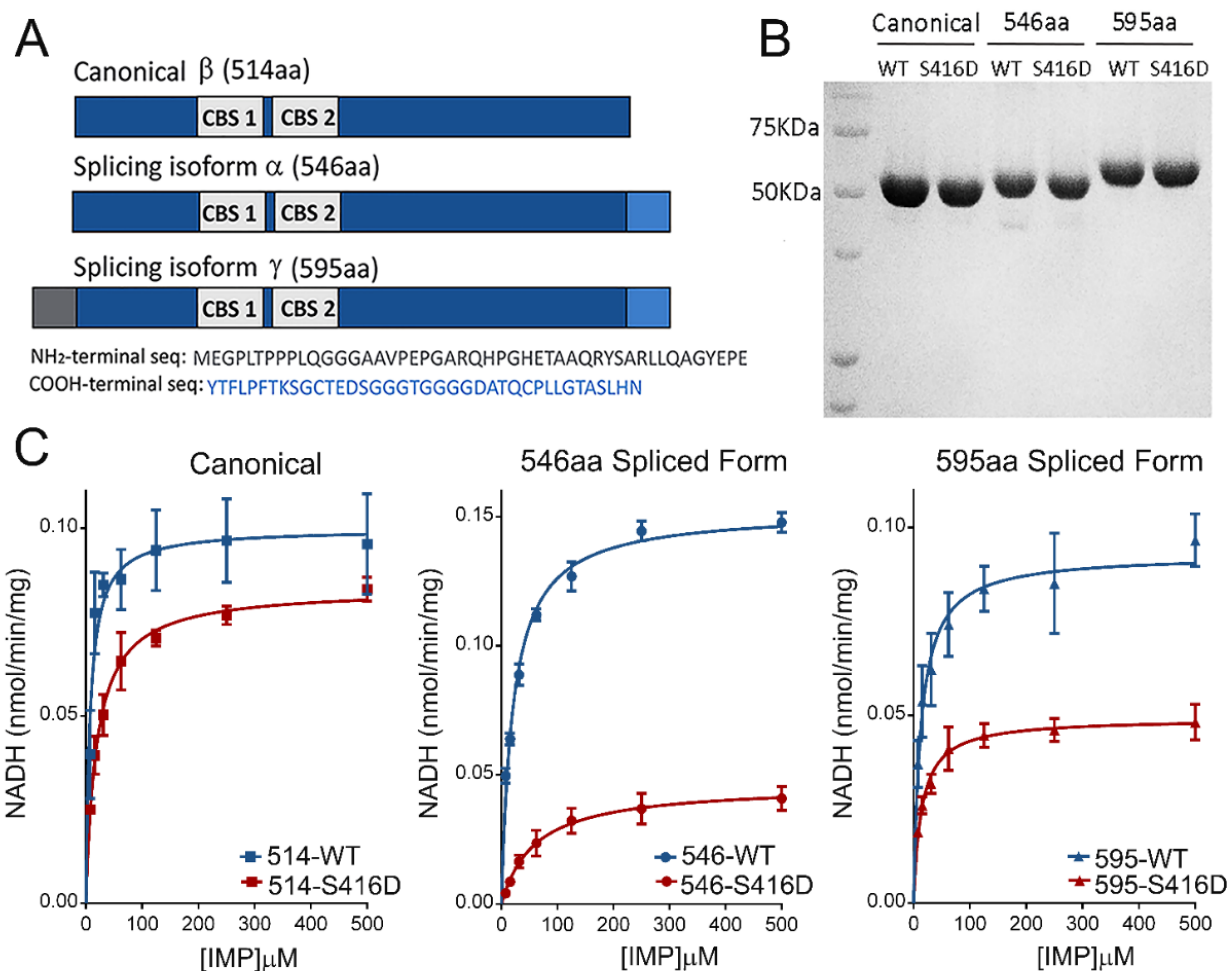 A
Canonical β (514aa)
CBS 1 CBS 2
Splicing isoform α (546aa)
CBS 1 CBS 2
Splicing isoform γ (595aa)
CBS 1 CBS 2
NH₂-terminal seq: MEGPLTPPPLQGGGGAAVPEPGARQHPGHETAAQRYSARLLQAGYEPE
COOH-terminal seq: YTFLPFTKSGCTEDSGGGTGGGGDATQCPLLGTASLHN
B
Canonical 546aa 595aa
WT S416D WT S416D WT S416D
75KDa
50KDa
C
Canonical
NADH (nmol/min/mg)
0.10
0.05
0.00
0 100 200 300 400 500
[IMP]μM
514-WT
514-S416D
546aa Spliced Form
NADH (nmol/min/mg)
0.15
0.15
0.05
0.00
0 100 200 300 400 500
[IMP]μM
546-WT
546-S416D
595aa Spliced Form
NADH (nmol/min/mg)
0.10
0.05
0.00
0 100 200 300 400 500
[IMP]μM
595-WT
595-S416D